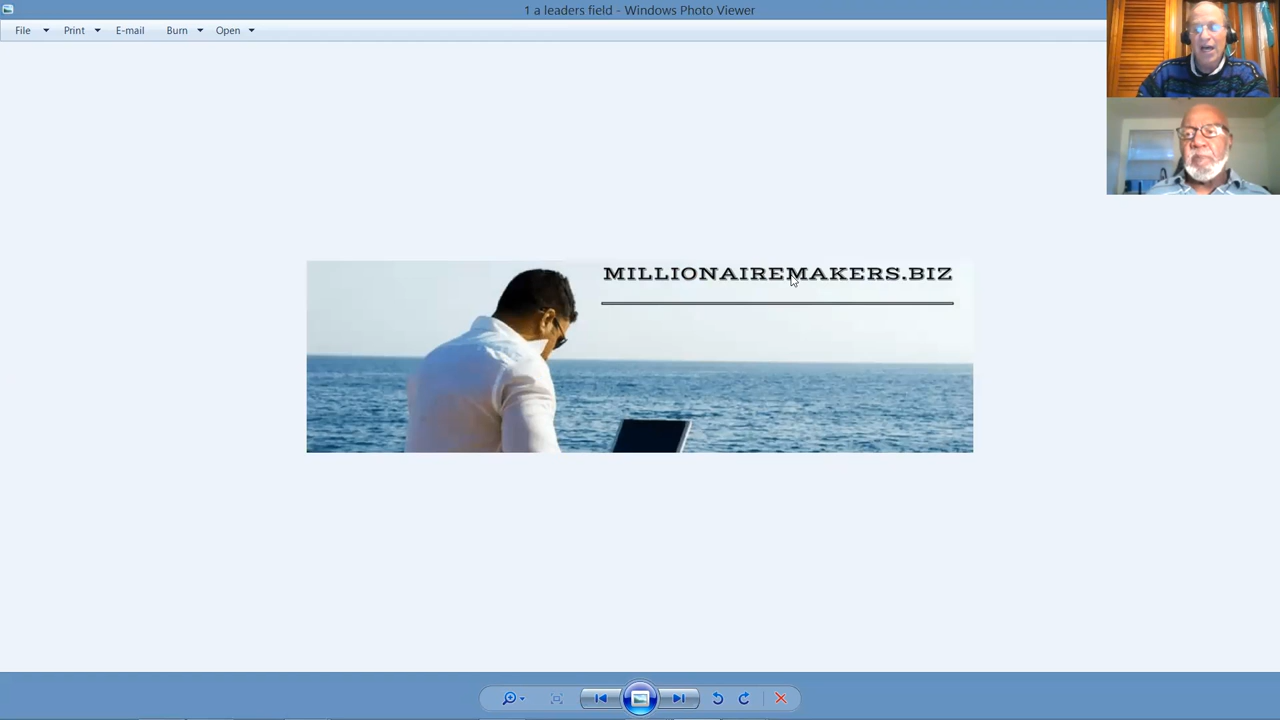 1 a leaders field - Windows Photo Viewer
File Print E-mail Burn Open
MILLIONAIREMAKERS.BIZ